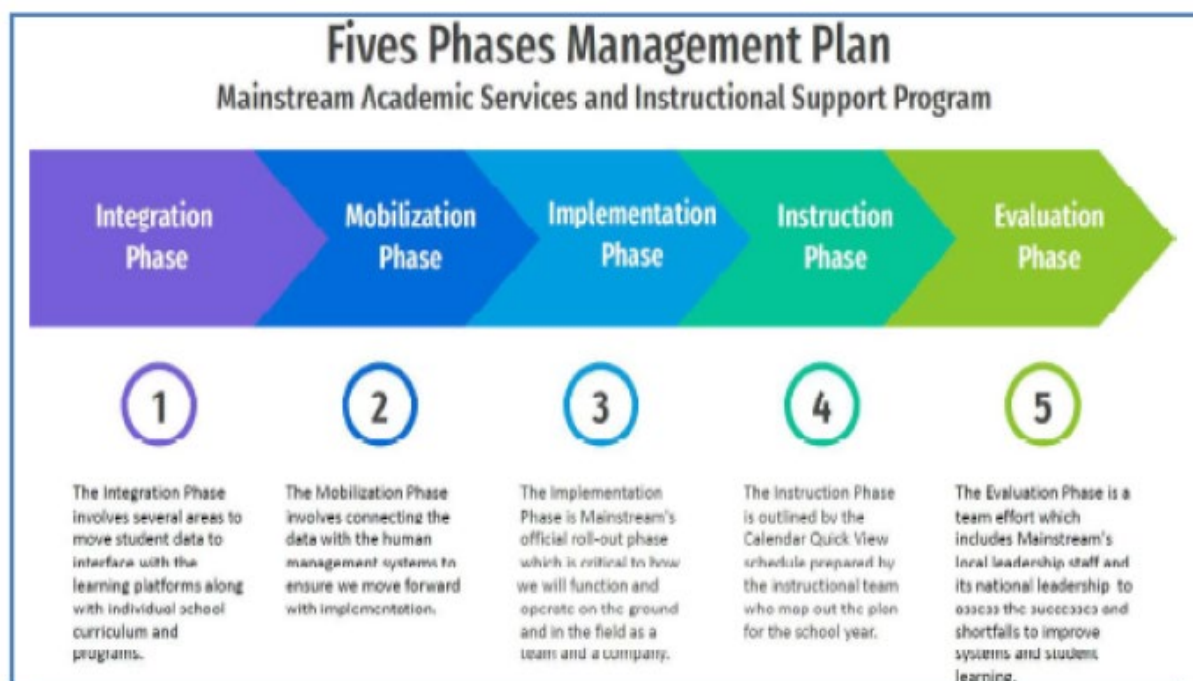 Fives Phases Management Plan
Mainstream Academic Services and Instructional Support Program
Integration
Phase
Mobilization
Phase
Implementation
Phase
Instruction
Phase
Evaluation
Phase
1
2
3
4
5
The Integration Phase
involves several areas to
move student data to
interface with the
learning platforms along
with individual school
curriculum and
programs.
The Mobilization Phase
involves connecting the
data with the human
management systems to
ensure we move forward
with implementation.
The Implementation
Phase is Mainstream's
official roll-out phase
which is critical to how
we will function and
operate on the ground
and in the field as a
team and a company.
The Instruction Phase
is outlined by the
Calendar Quick View
schedule prepared by
the instructional team
who map out the plan
for the school year.
The Evaluation Phase is a
team effort which
includes Mainstream's
local leadership staff and
its national leadership to
assess the successes and
shortfalls to improve
systems and student
learning.